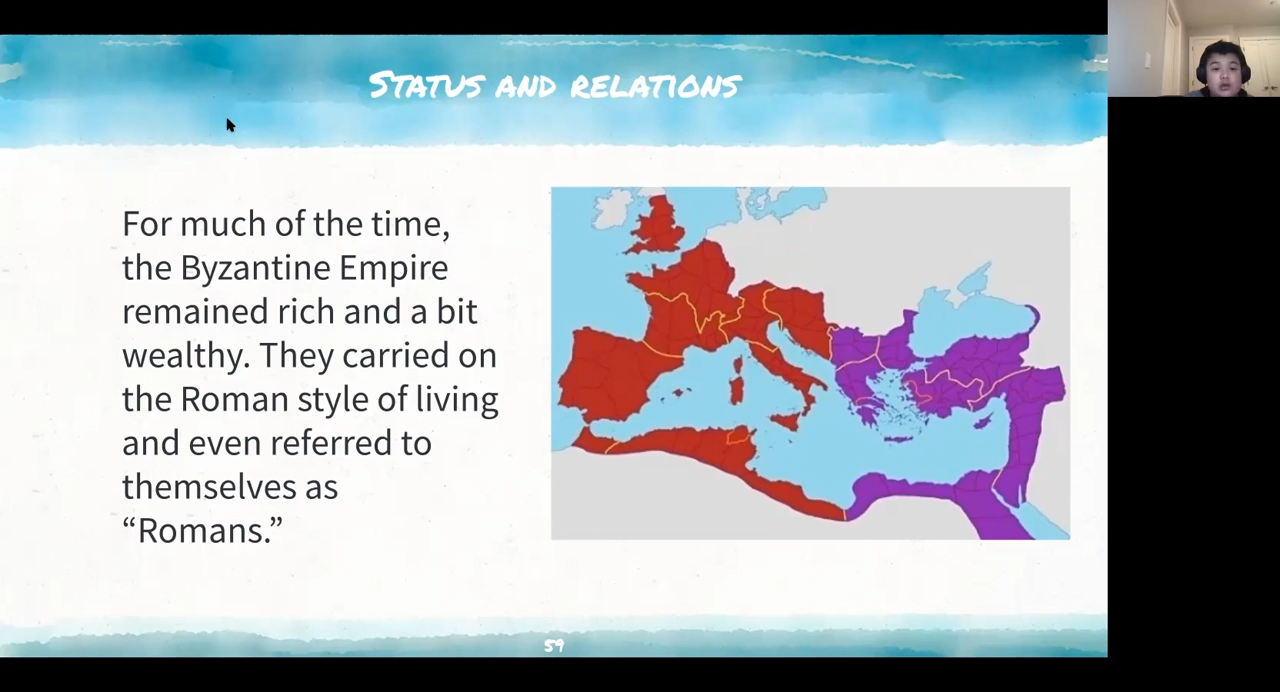 Status and relations
For much of the time,
the Byzantine Empire
remained rich and a bit
wealthy. They carried on
the Roman style of living
and even referred to
themselves as
“Romans.”
59